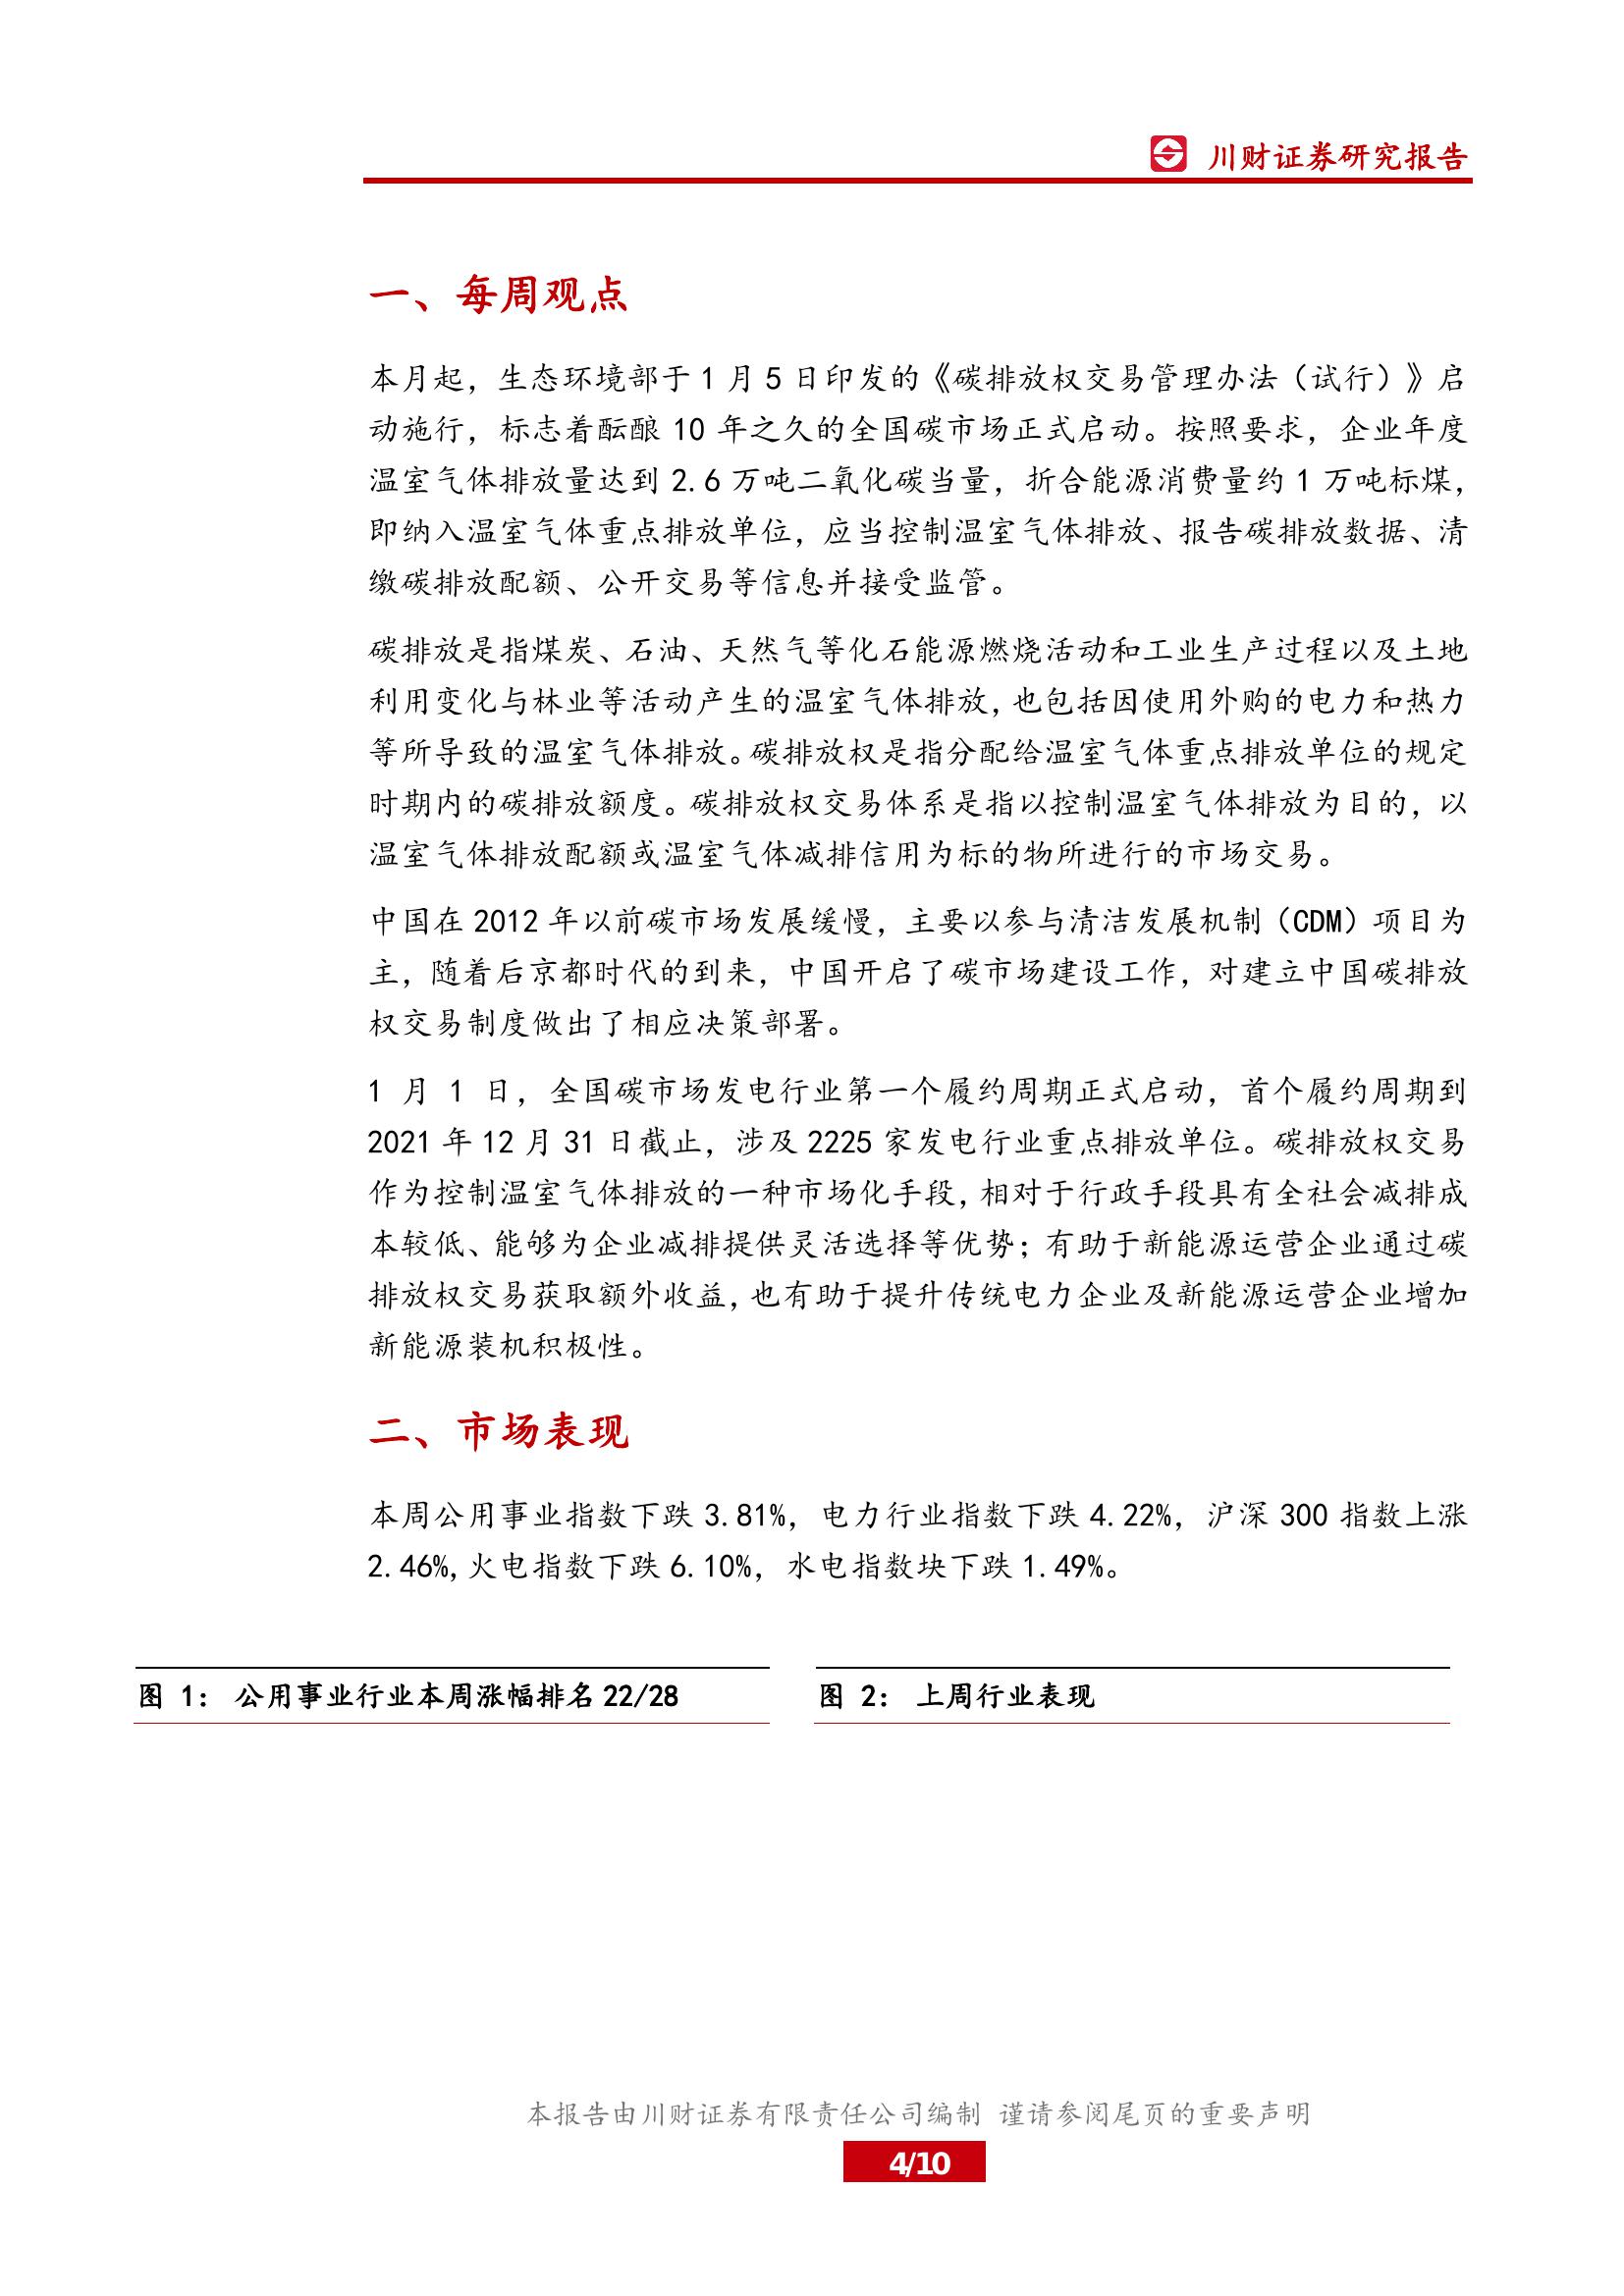 川财证券研究报告
一、每周观点
本月起，生态环境部于 1 月 5 日印发的《碳排放权交易管理办法（试行）》启
动施行，标志着酝酿 10 年之久的全国碳市场正式启动。按照要求，企业年度
温室气体排放量达到 2.6 万吨二氧化碳当量，折合能源消费量约 1 万吨标煤，
即纳入温室气体重点排放单位，应当控制温室气体排放、报告碳排放数据、清
缴碳排放配额、公开交易等信息并接受监管。
碳排放是指煤炭、石油、天然气等化石能源燃烧活动和工业生产过程以及土地
利用变化与林业等活动产生的温室气体排放，也包括因使用外购的电力和热力
等所导致的温室气体排放。碳排放权是指分配给温室气体重点排放单位的规定
时期内的碳排放额度。碳排放权交易体系是指以控制温室气体排放为目的，以
温室气体排放配额或温室气体减排信用为标的物所进行的市场交易。
中国在 2012 年以前碳市场发展缓慢，主要以参与清洁发展机制（CDM）项目为
主，随着后京都时代的到来，中国开启了碳市场建设工作，对建立中国碳排放
权交易制度做出了相应决策部署。
1 月 1 日，全国碳市场发电行业第一个履约周期正式启动，首个履约周期到
2021 年 12 月 31 日截止，涉及 2225 家发电行业重点排放单位。碳排放权交易
作为控制温室气体排放的一种市场化手段，相对于行政手段具有全社会减排成
本较低、能够为企业减排提供灵活选择等优势；有助于新能源运营企业通过碳
排放权交易获取额外收益，也有助于提升传统电力企业及新能源运营企业增加
新能源装机积极性。
二、市场表现
本周公用事业指数下跌 3.81%，电力行业指数下跌 4.22%，沪深 300 指数上涨
2.46%,火电指数下跌 6.10%，水电指数块下跌 1.49%。
图 1： 公用事业行业本周涨幅排名 22/28
图 2： 上周行业表现
本报告由川财证券有限责任公司编制 谨请参阅尾页的重要声明
4/10